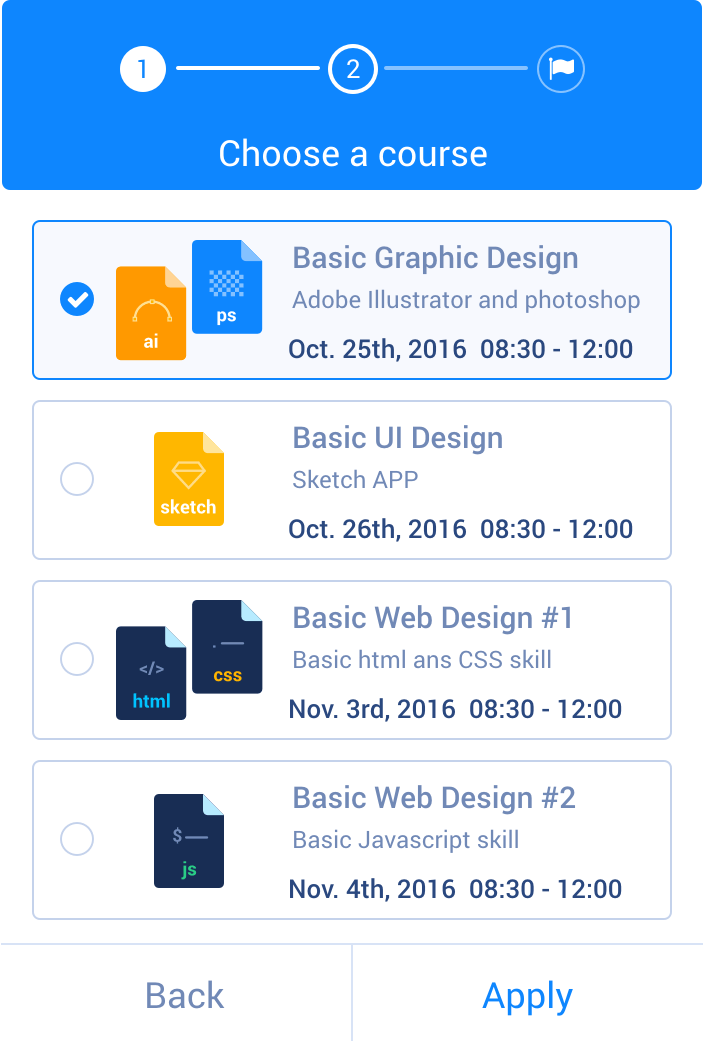 1
2
Choose a course
ai
ps
Basic Graphic Design
Adobe Illustrator and photoshop
Oct. 25th, 2016 08:30 - 12:00
sketch
Basic UI Design
Sketch APP
Oct. 26th, 2016 08:30 - 12:00
</>
html
. —
css
Basic Web Design #1
Basic html ans CSS skill
Nov. 3rd, 2016 08:30 - 12:00
$—
js
Basic Web Design #2
Basic Javascript skill
Nov. 4th, 2016 08:30 - 12:00
Back
Apply